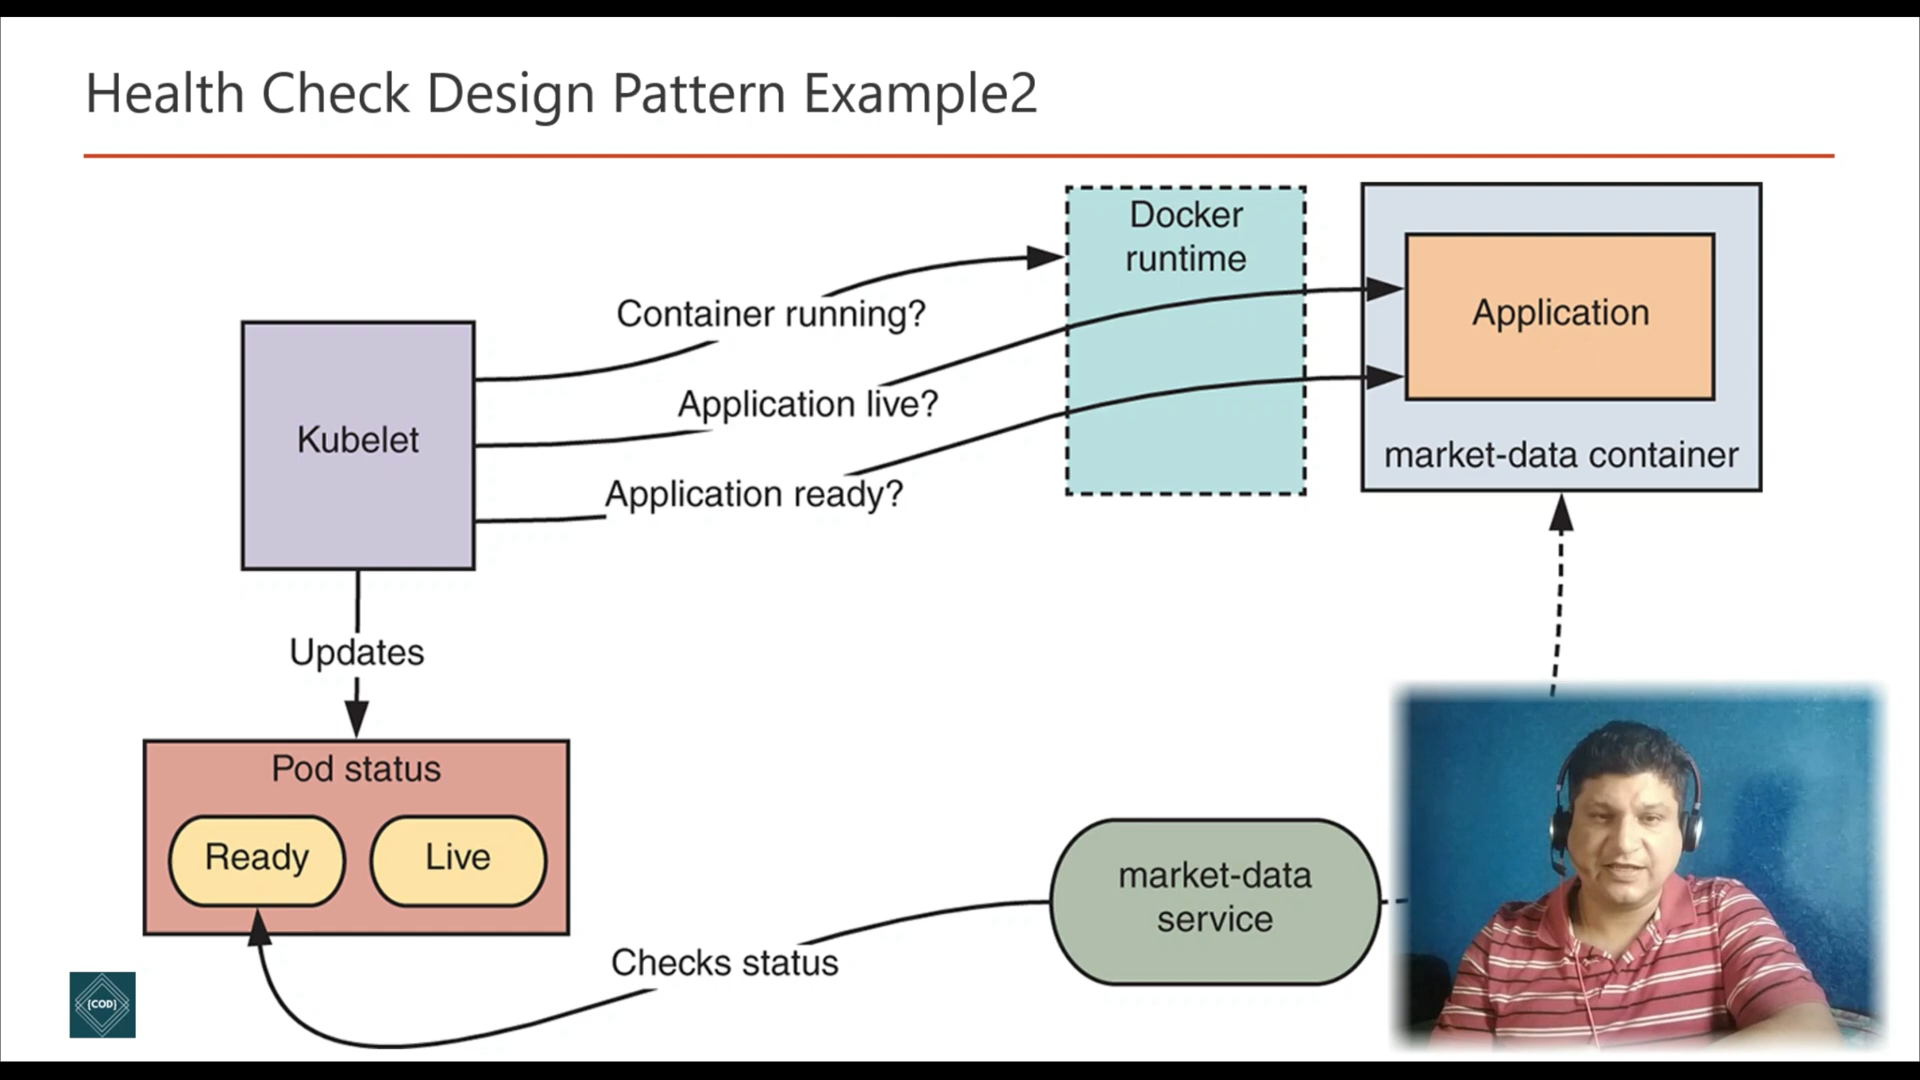 Health Check Design Pattern Example2
Docker
runtime
Container running?
Application
Application live?
Kubelet
market-data container
Application ready?
Updates
Pod status
Ready
Live
market-data
service
Checks status
[COD]